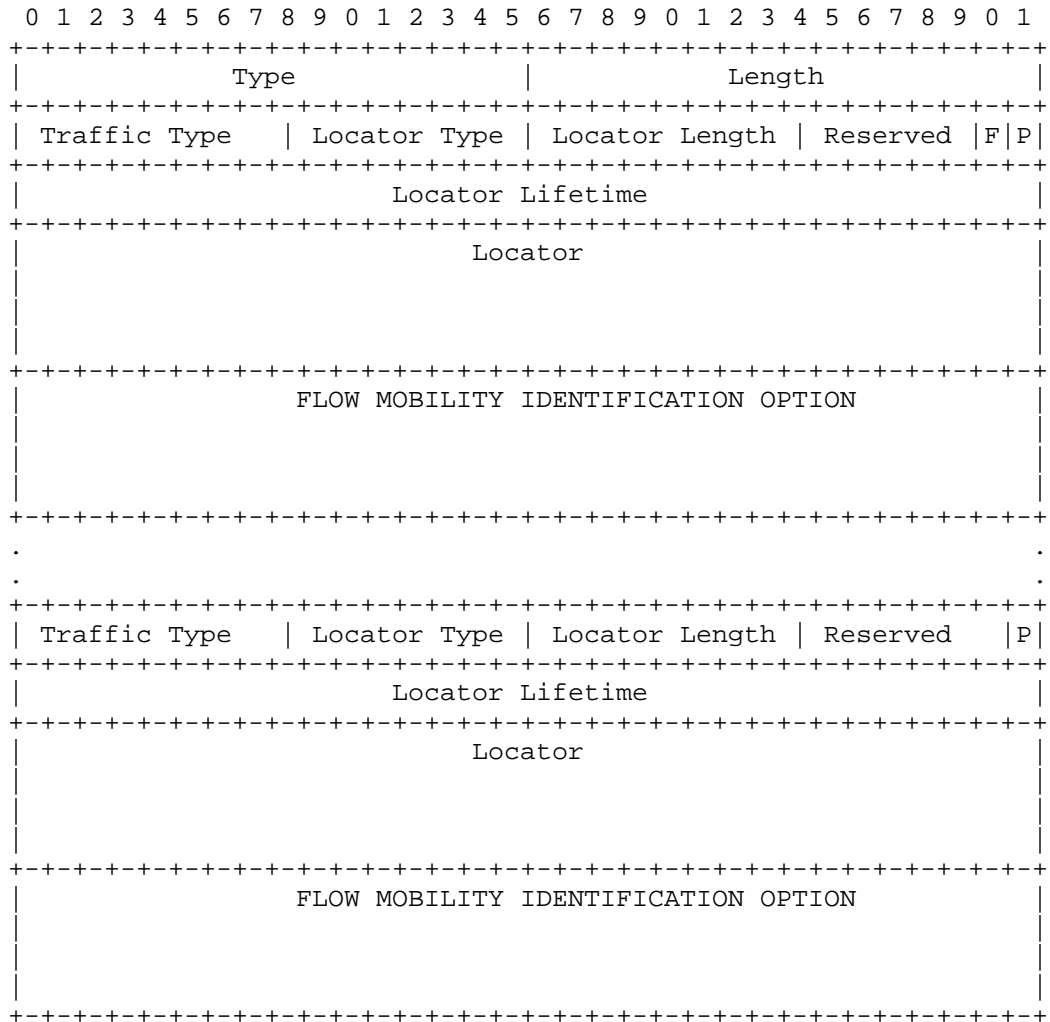 0 1 2 3 4 5 6 7 8 9 0 1 2 3 4 5 6 7 8 9 0 1 2 3 4 5 6 7 8 9 0 1
+-+-+-+-+-+-+-+-+-+-+-+-+-+-+-+-+-+-+-+-+-+-+-+-+-+-+-+-+-+-+-+-+
|             Type              |            Length             |
+-+-+-+-+-+-+-+-+-+-+-+-+-+-+-+-+-+-+-+-+-+-+-+-+-+-+-+-+-+-+-+-+
| Traffic Type   | Locator Type | Locator Length | Reserved |F|P|
+-+-+-+-+-+-+-+-+-+-+-+-+-+-+-+-+-+-+-+-+-+-+-+-+-+-+-+-+-+-+-+-+
|                       Locator Lifetime                        |
+-+-+-+-+-+-+-+-+-+-+-+-+-+-+-+-+-+-+-+-+-+-+-+-+-+-+-+-+-+-+-+-+
|                            Locator                            |
|                                                               |
|                                                               |
|                                                               |
+-+-+-+-+-+-+-+-+-+-+-+-+-+-+-+-+-+-+-+-+-+-+-+-+-+-+-+-+-+-+-+-+
|                 FLOW MOBILITY IDENTIFICATION OPTION           |
|                                                               |
|                                                               |
|                                                               |
+-+-+-+-+-+-+-+-+-+-+-+-+-+-+-+-+-+-+-+-+-+-+-+-+-+-+-+-+-+-+-+-+
.                                                               .
.                                                               .
+-+-+-+-+-+-+-+-+-+-+-+-+-+-+-+-+-+-+-+-+-+-+-+-+-+-+-+-+-+-+-+-+
| Traffic Type   | Locator Type | Locator Length | Reserved   |P|
+-+-+-+-+-+-+-+-+-+-+-+-+-+-+-+-+-+-+-+-+-+-+-+-+-+-+-+-+-+-+-+-+
|                       Locator Lifetime                        |
+-+-+-+-+-+-+-+-+-+-+-+-+-+-+-+-+-+-+-+-+-+-+-+-+-+-+-+-+-+-+-+-+
|                            Locator                            |
|                                                               |
|                                                               |
|                                                               |
+-+-+-+-+-+-+-+-+-+-+-+-+-+-+-+-+-+-+-+-+-+-+-+-+-+-+-+-+-+-+-+-+
|                 FLOW MOBILITY IDENTIFICATION OPTION           |
|                                                               |
|                                                               |
|                                                               |
+-+-+-+-+-+-+-+-+-+-+-+-+-+-+-+-+-+-+-+-+-+-+-+-+-+-+-+-+-+-+-+-+